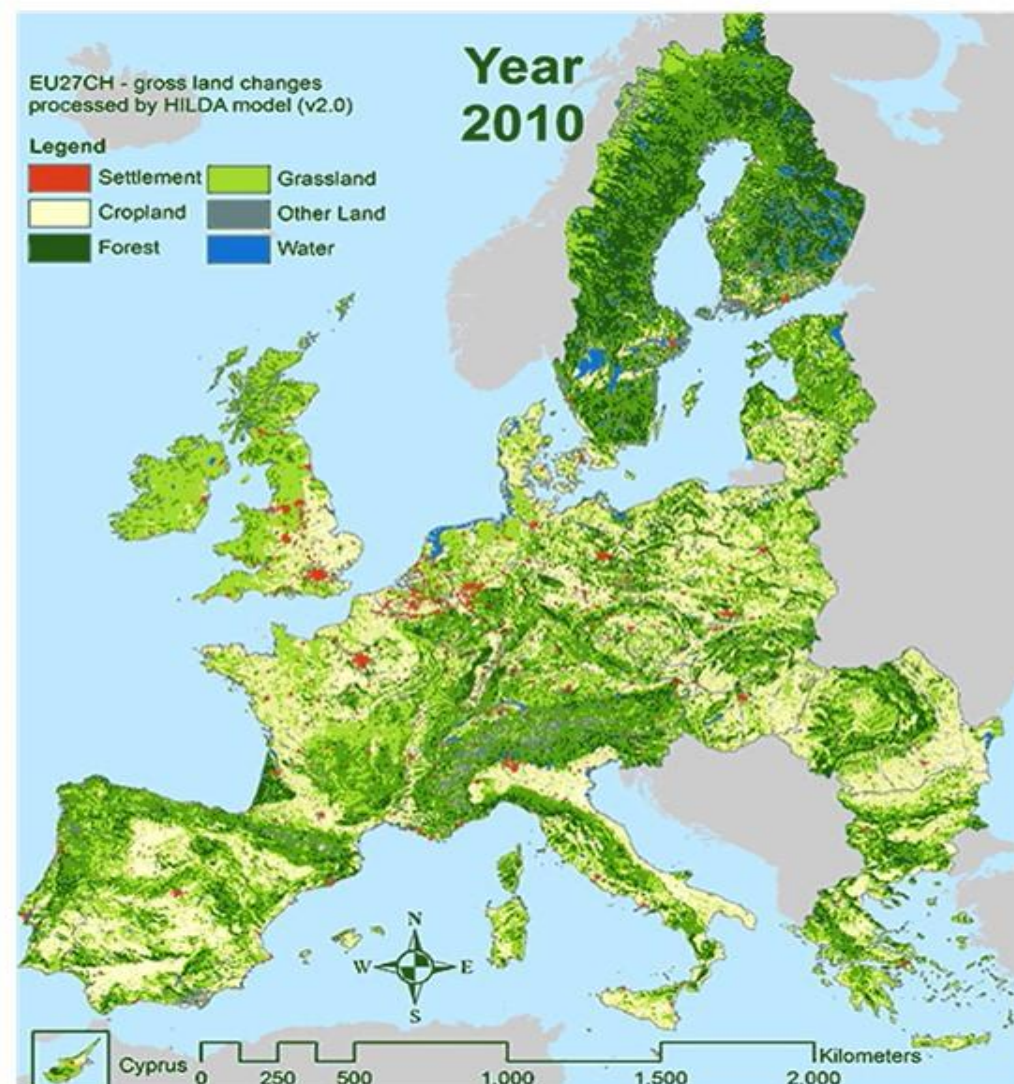 Year
2010
EU27CH - gross land changes
processed by HILDA model (v2.0)
Legend
Settlement Grassland
Cropland Other Land
Forest Water
N
W E
S
Cyprus
Kilometers
0 250 500 1.000 1.500 2.000